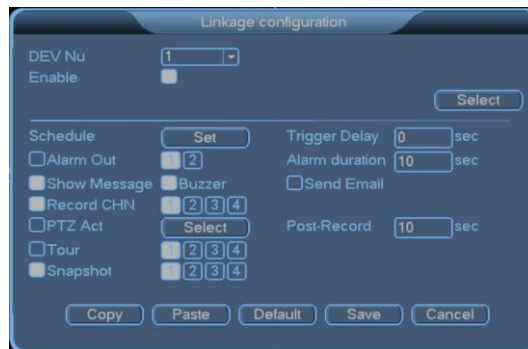 Linkage configuration
DEV Nu 1
Enable
Select
Schedule Set Trigger Delay 0 sec
Alarm Out 1 2 Alarm duration 10 sec
Show Message Buzzer Send Email
Record CHN 1 2 3 4
PTZ Act Select Post-Record 10 sec
Tour 1 2 3 4
Snapshot 1 2 3 4
Copy Paste Default Save Cancel